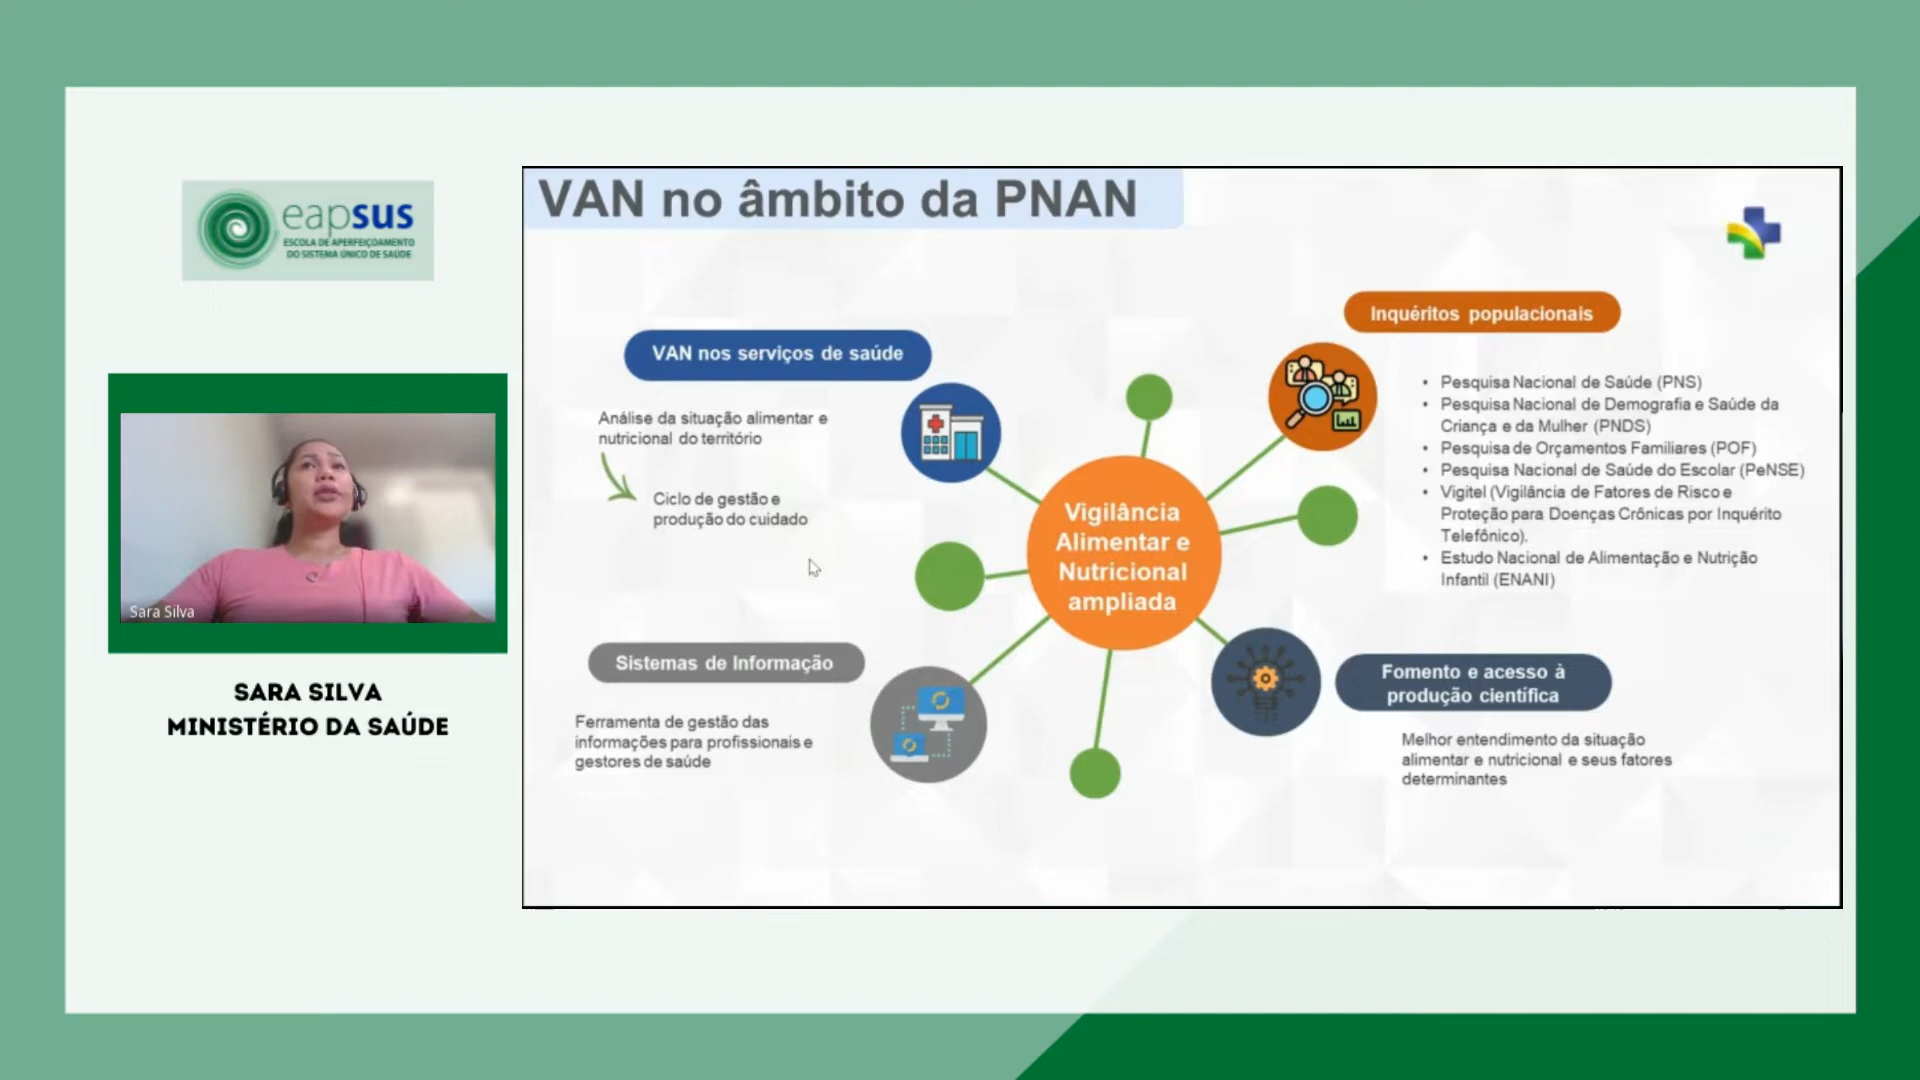 eapsus
ESCOLA DE APERFEIÇOAMENTO
DO SISTEMA ÚNICO DE SAÚDE
Sara Silva
SARA SILVA
MINISTÉRIO DA SAÚDE
VAN no âmbito da PNAN
VAN nos serviços de saúde
Análise da situação alimentar e
nutricional do território
Ciclo de gestão e
produção do cuidado
Sistemas de Informação
Ferramenta de gestão das
informações para profissionais e
gestores de saúde
Vigilância
Alimentar e
Nutricional
ampliada
Inquéritos populacionais
• Pesquisa Nacional de Saúde (PNS)
• Pesquisa Nacional de Demografia e Saúde da
Criança e da Mulher (PNDS)
• Pesquisa de Orçamentos Familiares (POF)
• Pesquisa Nacional de Saúde do Escolar (PeNSE)
• Vigitel (Vigilância de Fatores de Risco e
Proteção para Doenças Crônicas por Inquérito
Telefônico).
• Estudo Nacional de Alimentação e Nutrição
Infantil (ENANI)
Fomento e acesso à
produção científica
Melhor entendimento da situação
alimentar e nutricional e seus fatores
determinantes